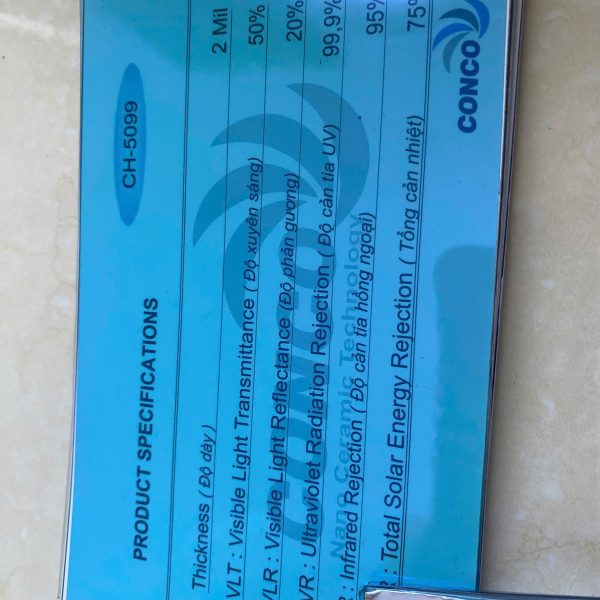 PRODUCT SPECIFICATIONS CH-5099
Thickness ( Độ dày ) 2 Mil
VLT : Visible Light Transmittance ( Độ xuyên sáng) 50%
VLR : Visible Light Reflectance (Độ phản gương) 20%
VR : Ultraviolet Radiation Rejection ( Độ cản tia UV) 99,9%
R : Infrared Rejection ( Độ cản tia hồng ngoại) 95%
R : Total Solar Energy Rejection ( Tổng cản nhiệt) 75%
CONCO
CONCO
Nano Ceramic Technology